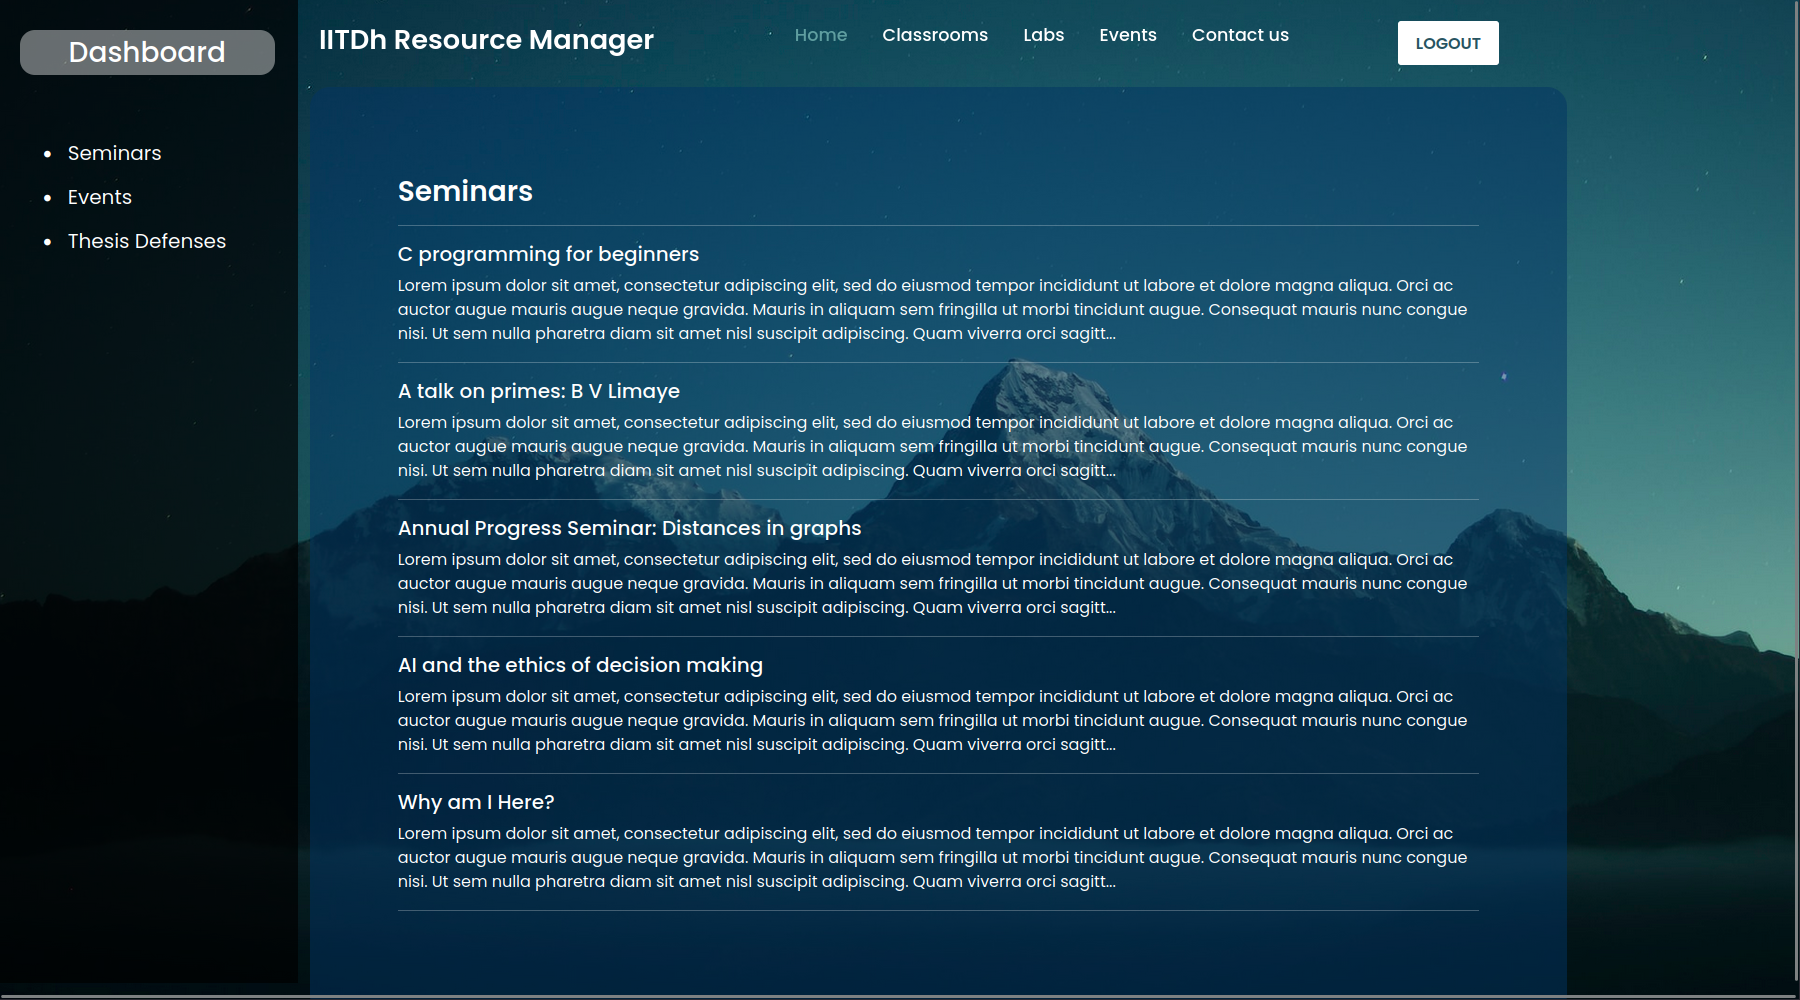 Dashboard
Seminars
Events
Thesis Defenses
IITDh Resource Manager
Home Classrooms Labs Events Contact us
LOGOUT
Seminars
C programming for beginners
Lorem ipsum dolor sit amet, consectetur adipiscing elit, sed do eiusmod tempor incididunt ut labore et dolore magna aliqua. Orci ac
auctor augue mauris augue neque gravida. Mauris in aliquam sem fringilla ut morbi tincidunt augue. Consequat mauris nunc congue
nisi. Ut sem nulla pharetra diam sit amet nisl suscipit adipiscing. Quam viverra orci sagitt...
A talk on primes: B V Limaye
Lorem ipsum dolor sit amet, consectetur adipiscing elit, sed do eiusmod tempor incididunt ut labore et dolore magna aliqua. Orci ac
auctor augue mauris augue neque gravida. Mauris in aliquam sem fringilla ut morbi tincidunt augue. Consequat mauris nunc congue
nisi. Ut sem nulla pharetra diam sit amet nisl suscipit adipiscing. Quam viverra orci sagitt...
Annual Progress Seminar: Distances in graphs
Lorem ipsum dolor sit amet, consectetur adipiscing elit, sed do eiusmod tempor incididunt ut labore et dolore magna aliqua. Orci ac
auctor augue mauris augue neque gravida. Mauris in aliquam sem fringilla ut morbi tincidunt augue. Consequat mauris nunc congue
nisi. Ut sem nulla pharetra diam sit amet nisl suscipit adipiscing. Quam viverra orci sagitt...
AI and the ethics of decision making
Lorem ipsum dolor sit amet, consectetur adipiscing elit, sed do eiusmod tempor incididunt ut labore et dolore magna aliqua. Orci ac
auctor augue mauris augue neque gravida. Mauris in aliquam sem fringilla ut morbi tincidunt augue. Consequat mauris nunc congue
nisi. Ut sem nulla pharetra diam sit amet nisl suscipit adipiscing. Quam viverra orci sagitt...
Why am I Here?
Lorem ipsum dolor sit amet, consectetur adipiscing elit, sed do eiusmod tempor incididunt ut labore et dolore magna aliqua. Orci ac
auctor augue mauris augue neque gravida. Mauris in aliquam sem fringilla ut morbi tincidunt augue. Consequat mauris nunc congue
nisi. Ut sem nulla pharetra diam sit amet nisl suscipit adipiscing. Quam viverra orci sagitt...